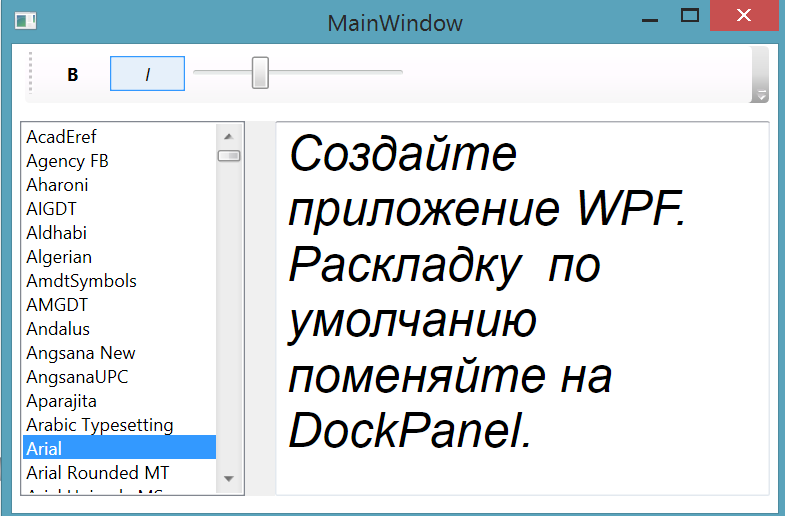 MainWindow
B I
AcadEref
Agency FB
Aharoni
AIGDT
Aldhabi
Algerian
AmdtSymbols
AMGDT
Andalus
Angsana New
AngsanaUPC
Aparajita
Arabic Typesetting
Arial
Arial Rounded MT
Создайте
приложение WPF.
Раскладку по
умолчанию
поменяйте на
DockPanel.